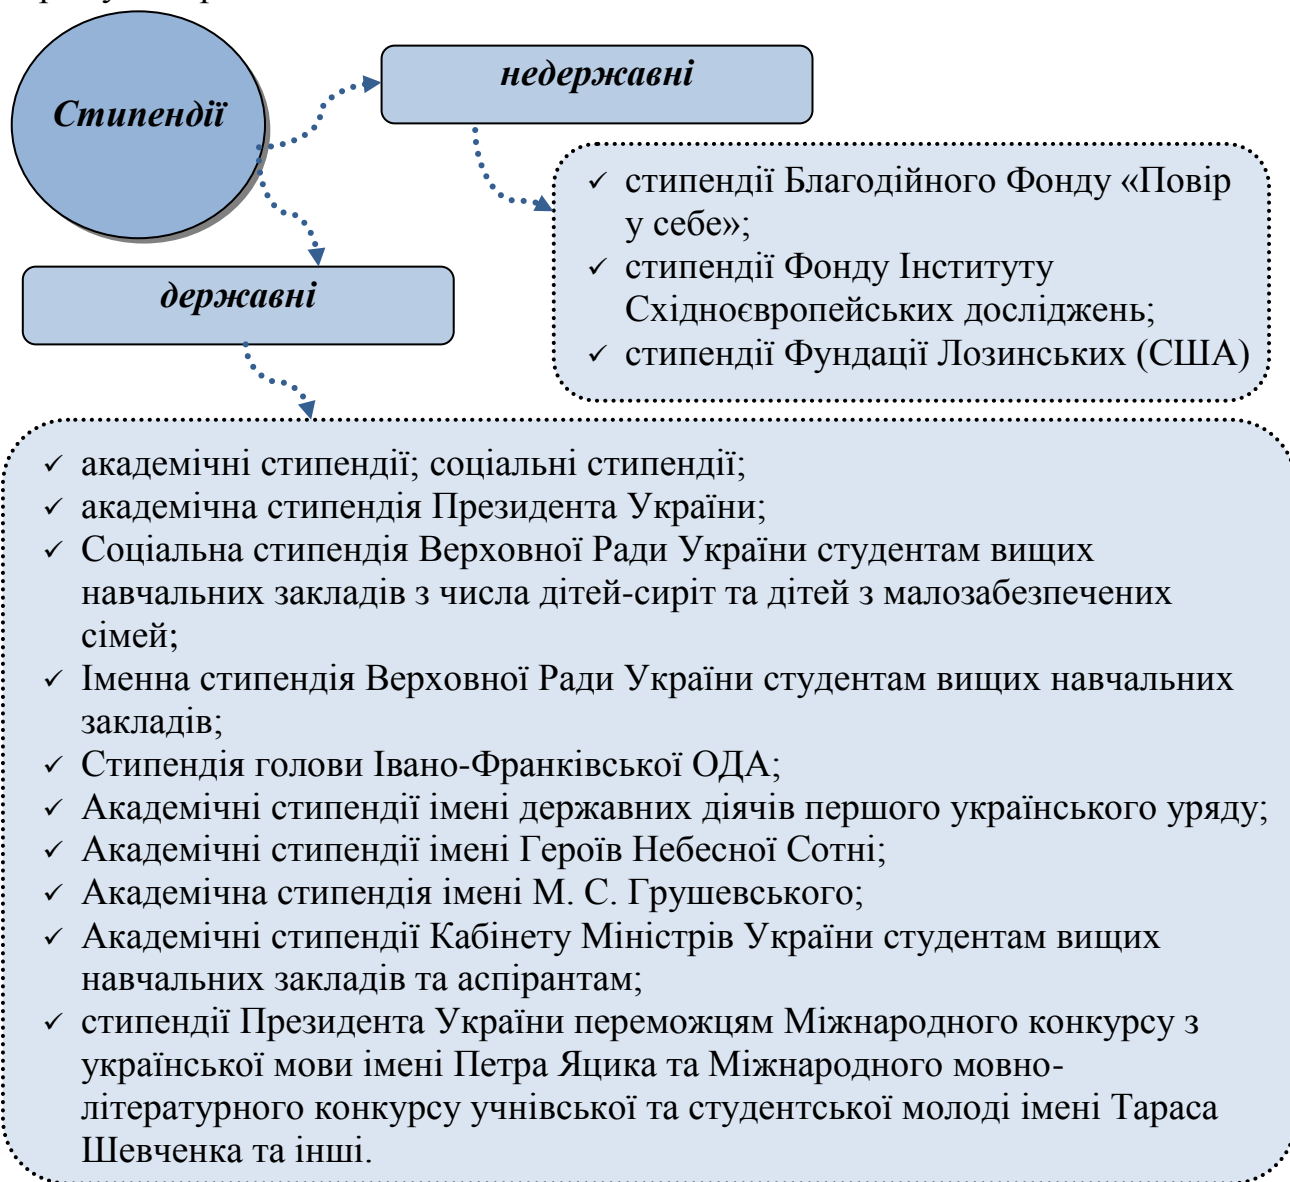 Стипендії
недержавні
стипендії Благодійного Фонду «Повір
у себе»;
стипендії Фонду Інституту
Східноєвропейських досліджень;
стипендії Фундації Лозинських (США)
державні
академічні стипендії; соціальні стипендії;
академічна стипендія Президента України;
Соціальна стипендія Верховної Ради України студентам вищих
навчальних закладів з числа дітей-сиріт та дітей з малозабезпечених
сімей;
Іменна стипендія Верховної Ради України студентам вищих навчальних
закладів;
Стипендія голови Івано-Франківської ОДА;
Академічні стипендії імені державних діячів першого українського уряду;
Академічні стипендії імені Героїв Небесної Сотні;
Академічна стипендія імені М. С. Грушевського;
Академічні стипендії Кабінету Міністрів України студентам вищих
навчальних закладів та аспірантам;
стипендії Президента України переможцям Міжнародного конкурсу з
української мови імені Петра Яцика та Міжнародного мовно-
літературного конкурсу учнівської та студентської молоді імені Тараса
Шевченка та інші.